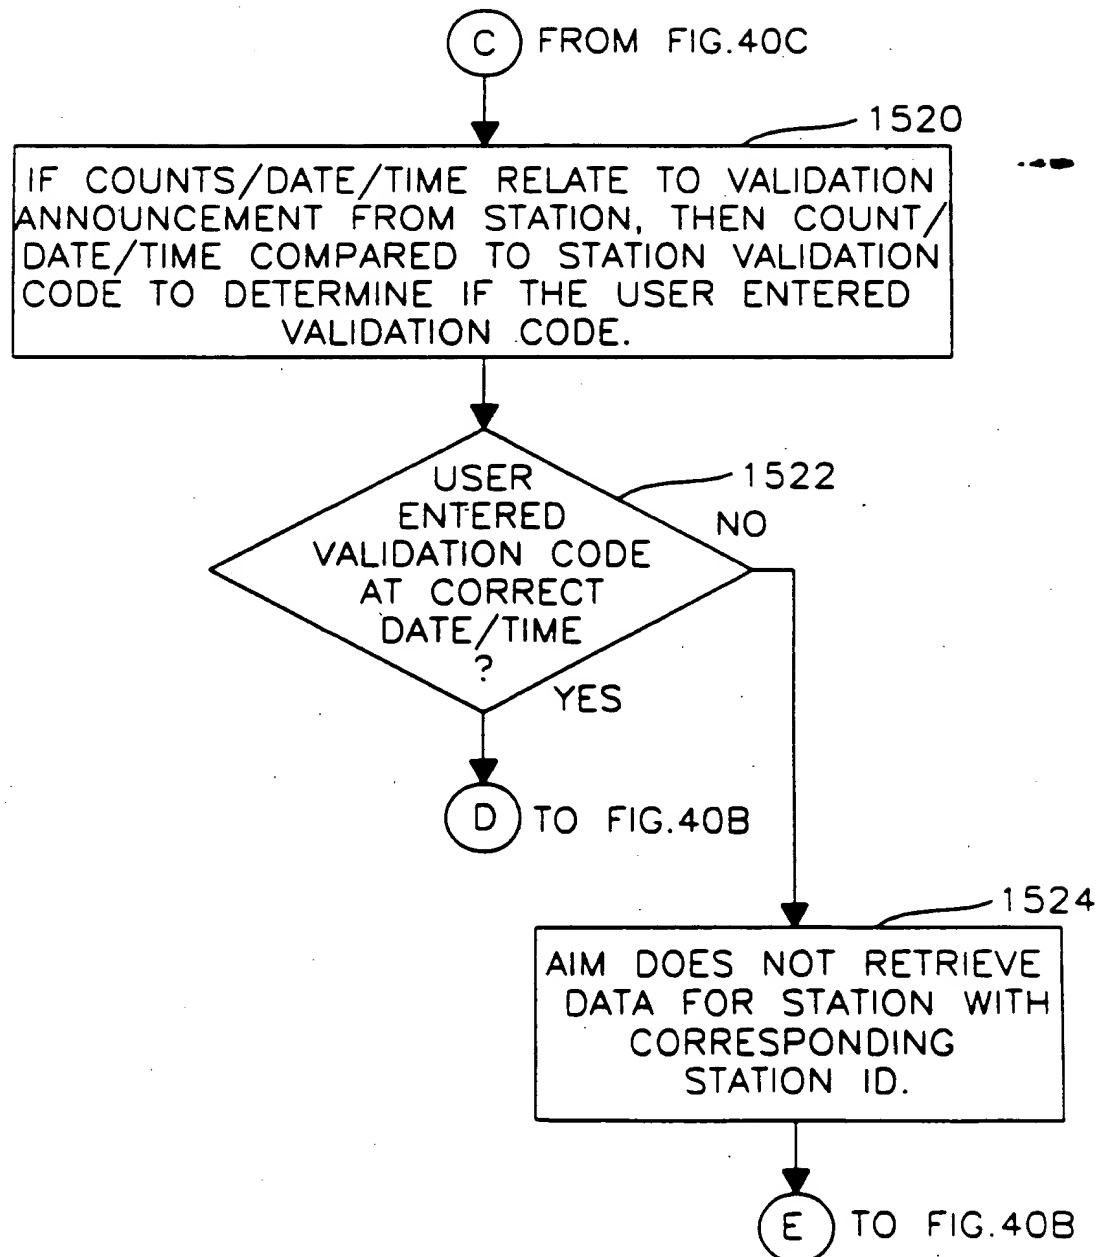 C FROM FIG.40C
1520
IF COUNTS/DATE/TIME RELATE TO VALIDATION
ANNOUNCEMENT FROM STATION, THEN COUNT/
DATE/TIME COMPARED TO STATION VALIDATION
CODE TO DETERMINE IF THE USER ENTERED
VALIDATION CODE.
1522
USER
ENTERED
VALIDATION CODE
AT CORRECT
DATE/TIME
?
NO
YES
D TO FIG.40B
1524
AIM DOES NOT RETRIEVE
DATA FOR STATION WITH
CORRESPONDING
STATION ID.
E TO FIG.40B